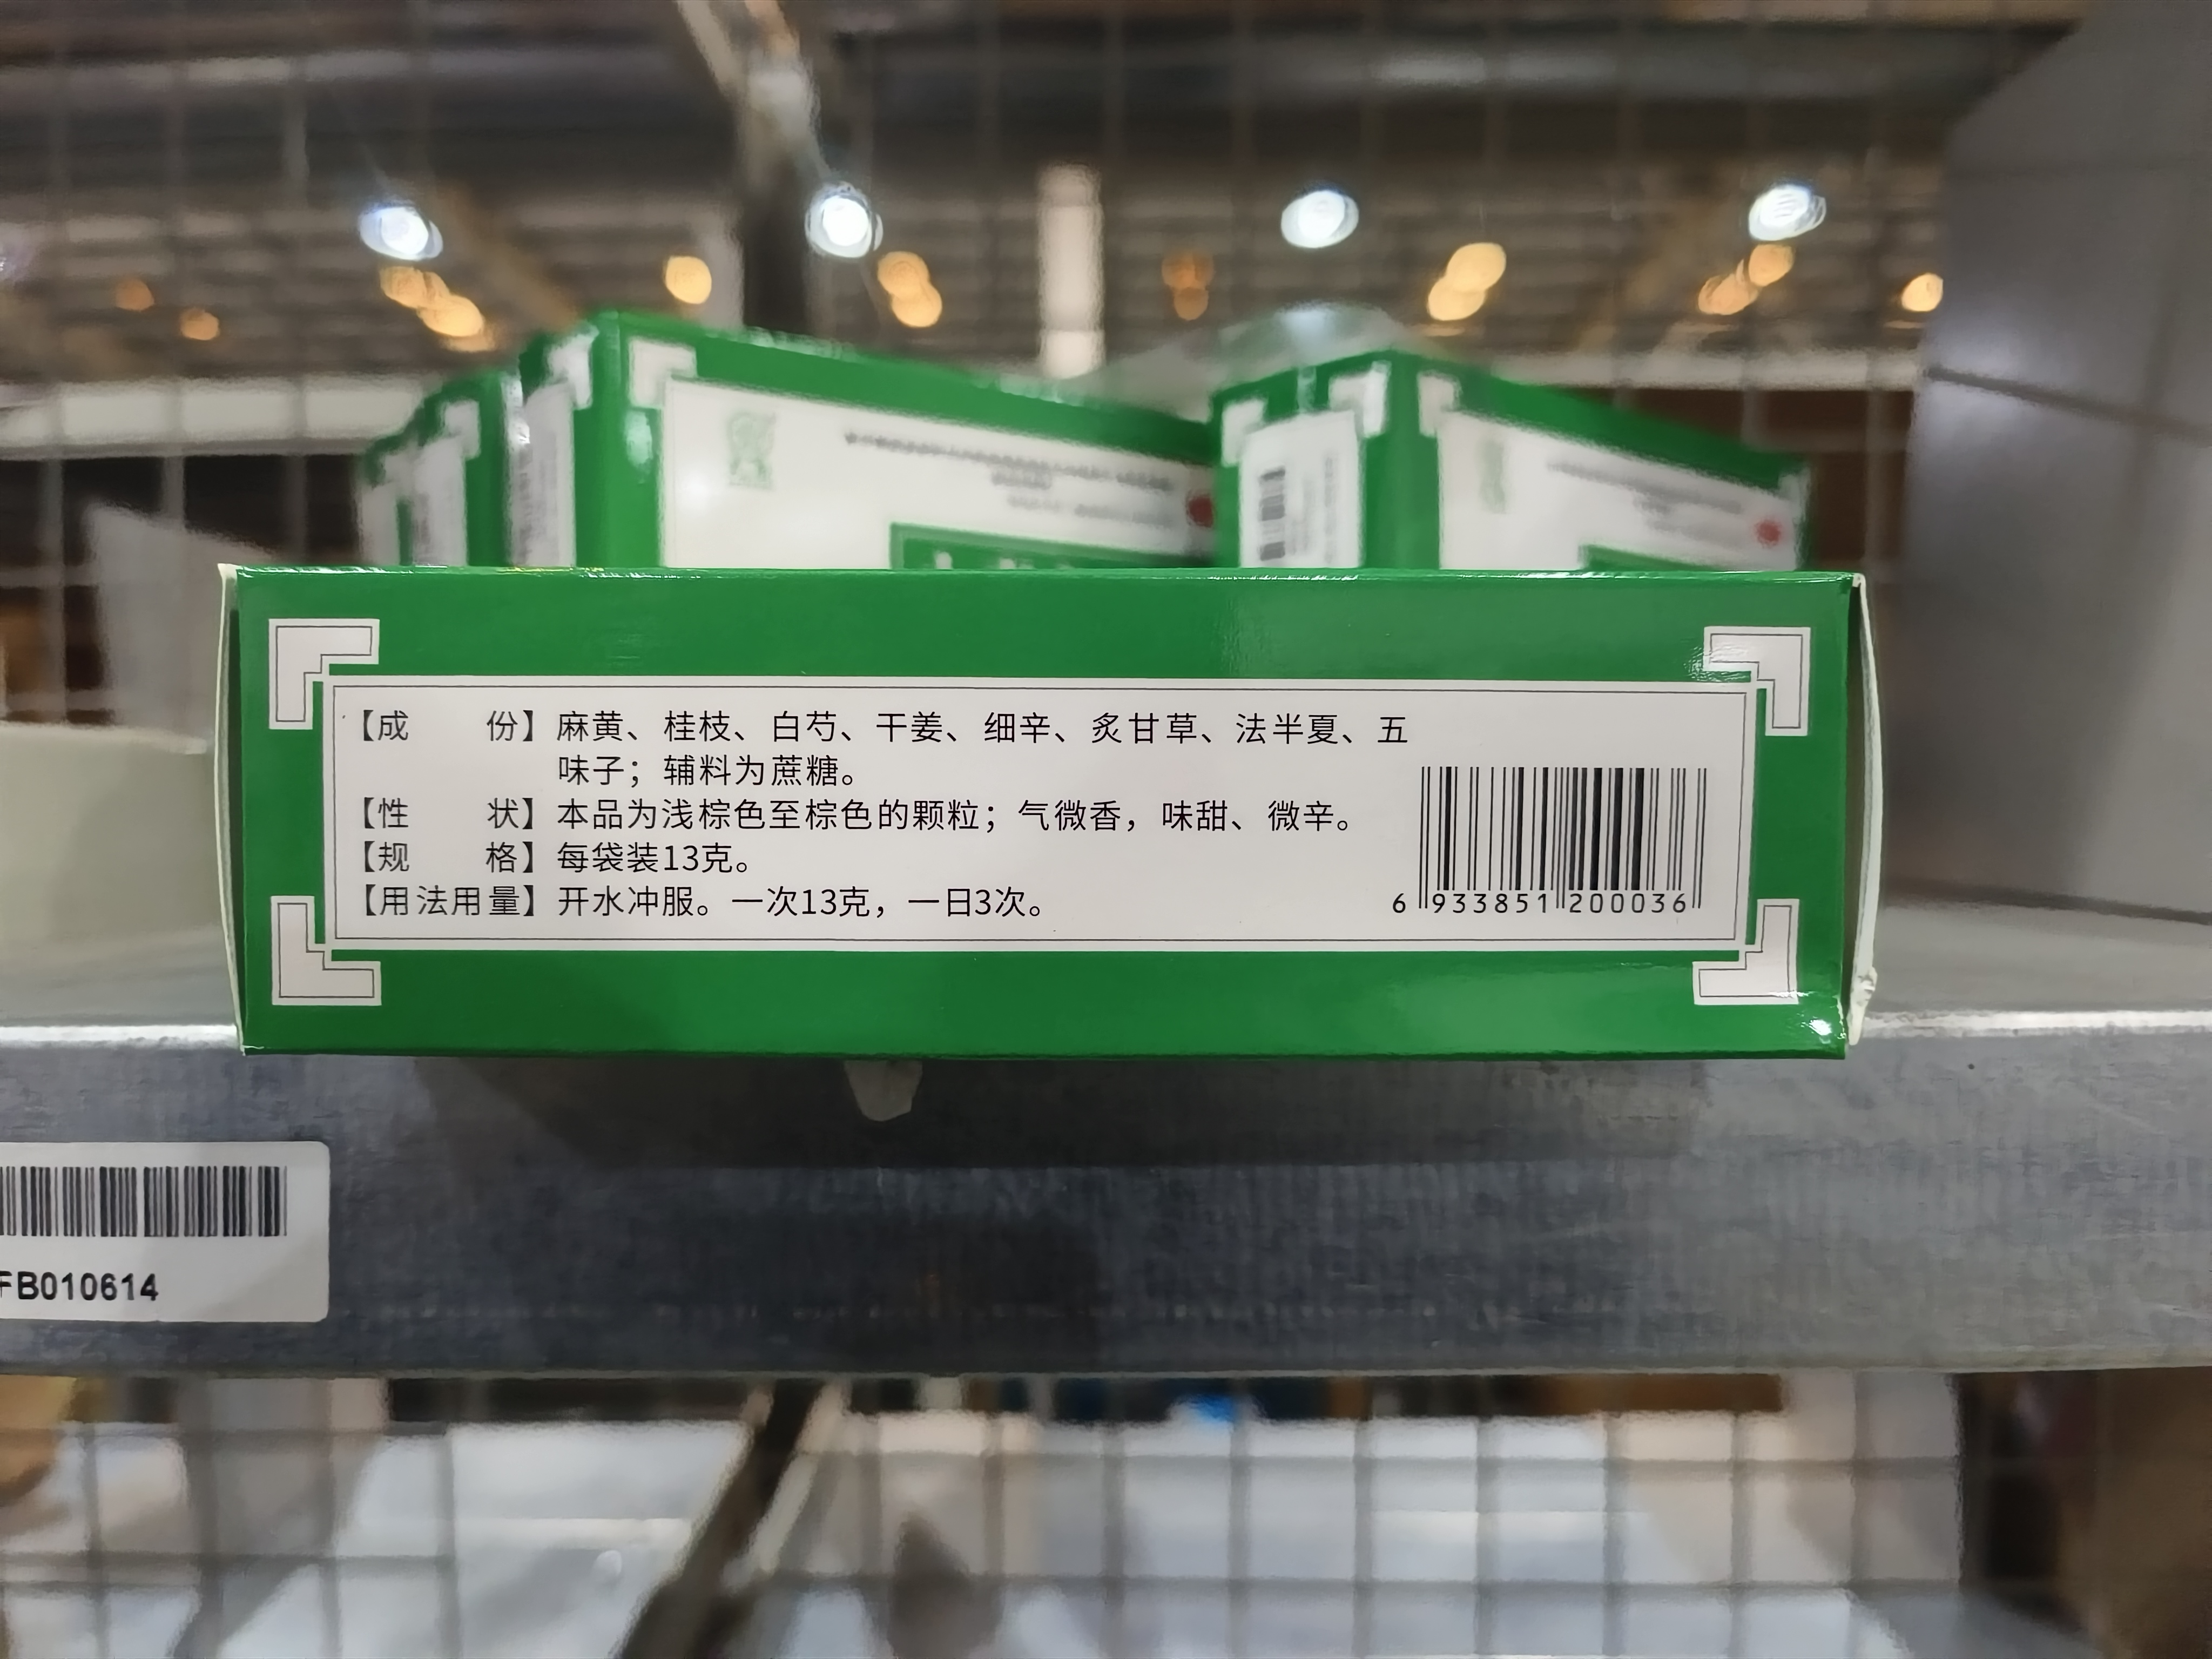 【成　　份】麻黄、桂枝、白芍、干姜、细辛、炙甘草、法半夏、五
味子；辅料为蔗糖。
【性　　状】本品为浅棕色至棕色的颗粒；气微香，味甜、微辛。
【规　　格】每袋装13克。
【用法用量】开水冲服。一次13克，一日3次。
6 933851 200036
FB010614